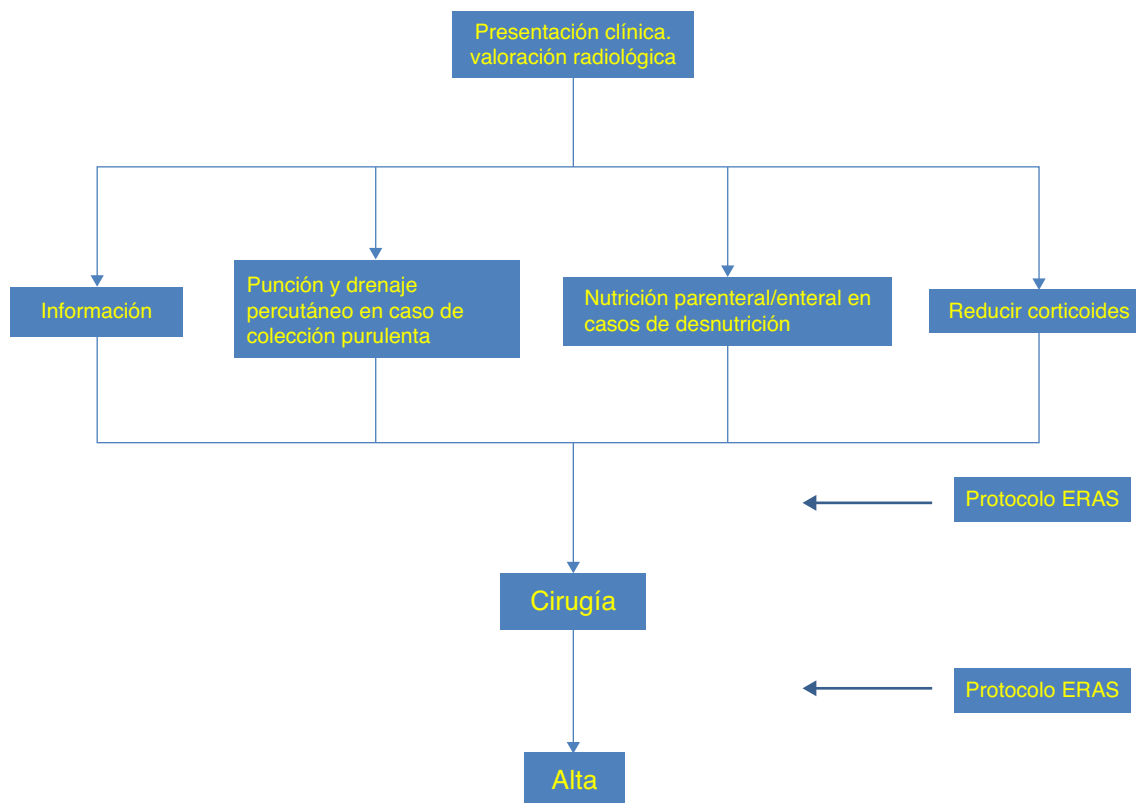 Presentación clínica.
valoración radiológica
Información
Punción y drenaje
percutáneo en caso de
colección purulenta
Nutrición parenteral/enteral en
casos de desnutrición
Reducir corticoides
Protocolo ERAS
Cirugía
Protocolo ERAS
Alta